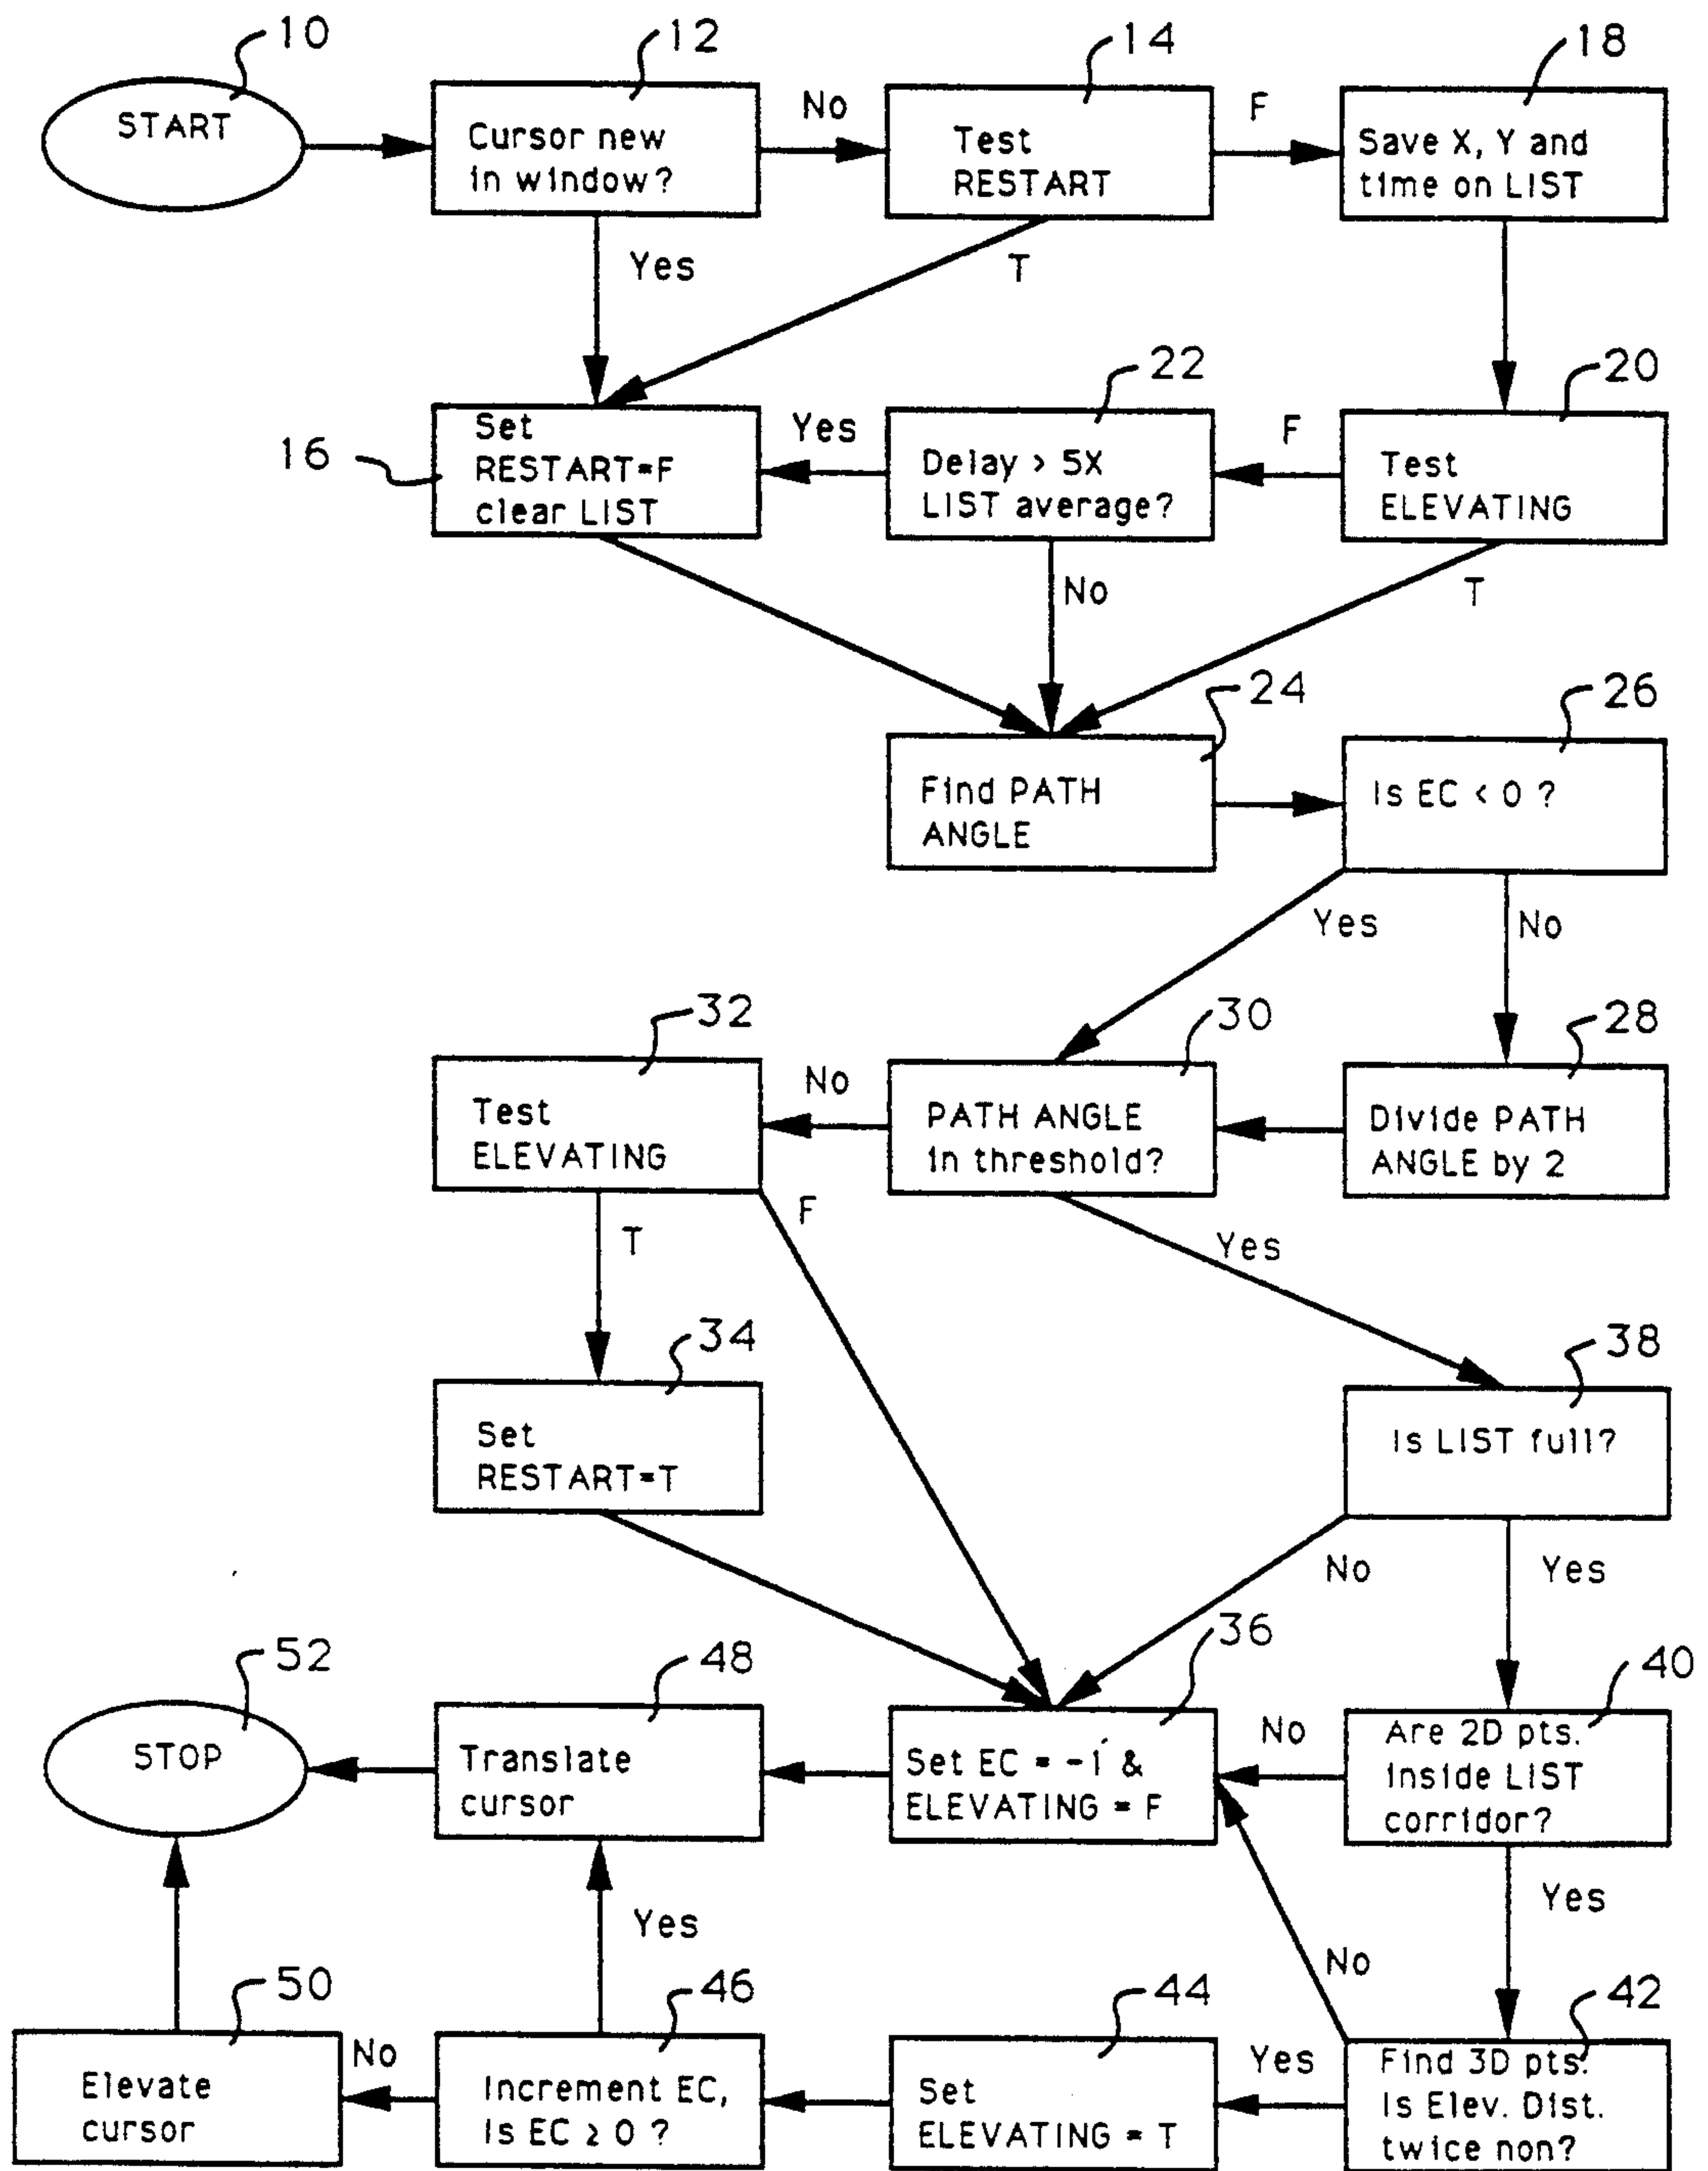 10
12
14
18
START
Cursor new
in window?
No
Test
RESTART
F
Save X, Y and
time on LIST
Yes
T
22
20
16
Set
RESTART=F
clear LIST
Yes
Delay > 5X
LIST average?
F
Test
ELEVATING
No
T
24
26
Find PATH
ANGLE
Is EC < 0 ?
Yes
No
32
30
28
Test
ELEVATING
No
PATH ANGLE
in threshold?
Divide PATH
ANGLE by 2
T
F
Yes
34
38
Set
RESTART=T
Is LIST full?
No
Yes
52
48
36
40
STOP
Translate
cursor
Set EC = -1 &
ELEVATING = F
No
Are 2D pts.
inside LIST
corridor?
Yes
No
Yes
50
46
44
42
Elevate
cursor
No
Increment EC,
is EC ≥ 0 ?
Set
ELEVATING = T
Yes
Find 3D pts.
Is Elev. Dist.
twice non?